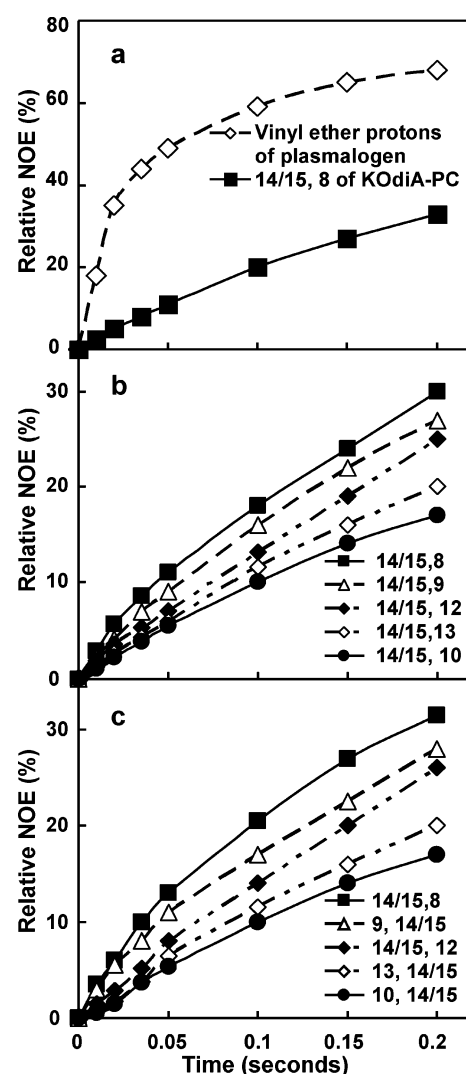 80
a
60
40
20
0
Relative NOE (%)
Vinyl ether protons
of plasmalogen
14/15, 8 of KOdiA-PC
b
30
20
10
0
Relative NOE (%)
14/15,8
14/15,9
14/15, 12
14/15,13
14/15, 10
c
30
20
10
0
Relative NOE (%)
14/15,8
9, 14/15
14/15, 12
13, 14/15
10, 14/15
0 0.05 0.1 0.15 0.2
Time (seconds)